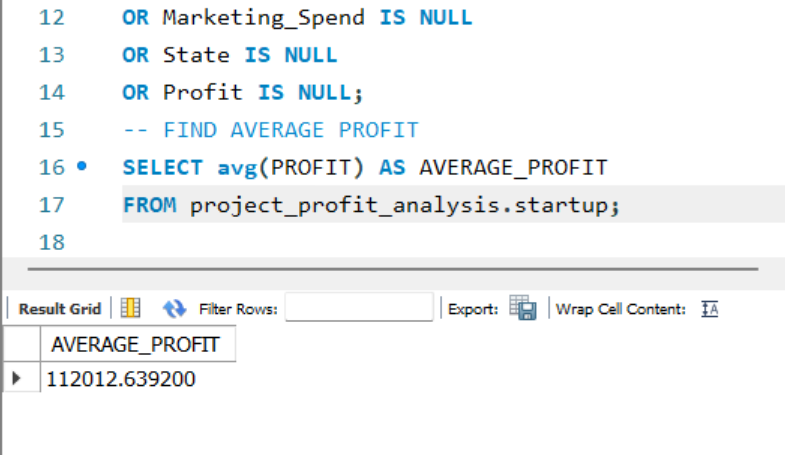 12 OR Marketing_Spend IS NULL
13 OR State IS NULL
14 OR Profit IS NULL;
15 -- FIND AVERAGE PROFIT
16 SELECT avg(PROFIT) AS AVERAGE_PROFIT
17 FROM project_profit_analysis.startup;
18
Result Grid Filter Rows: Export: Wrap Cell Content: IA
AVERAGE_PROFIT
112012.639200